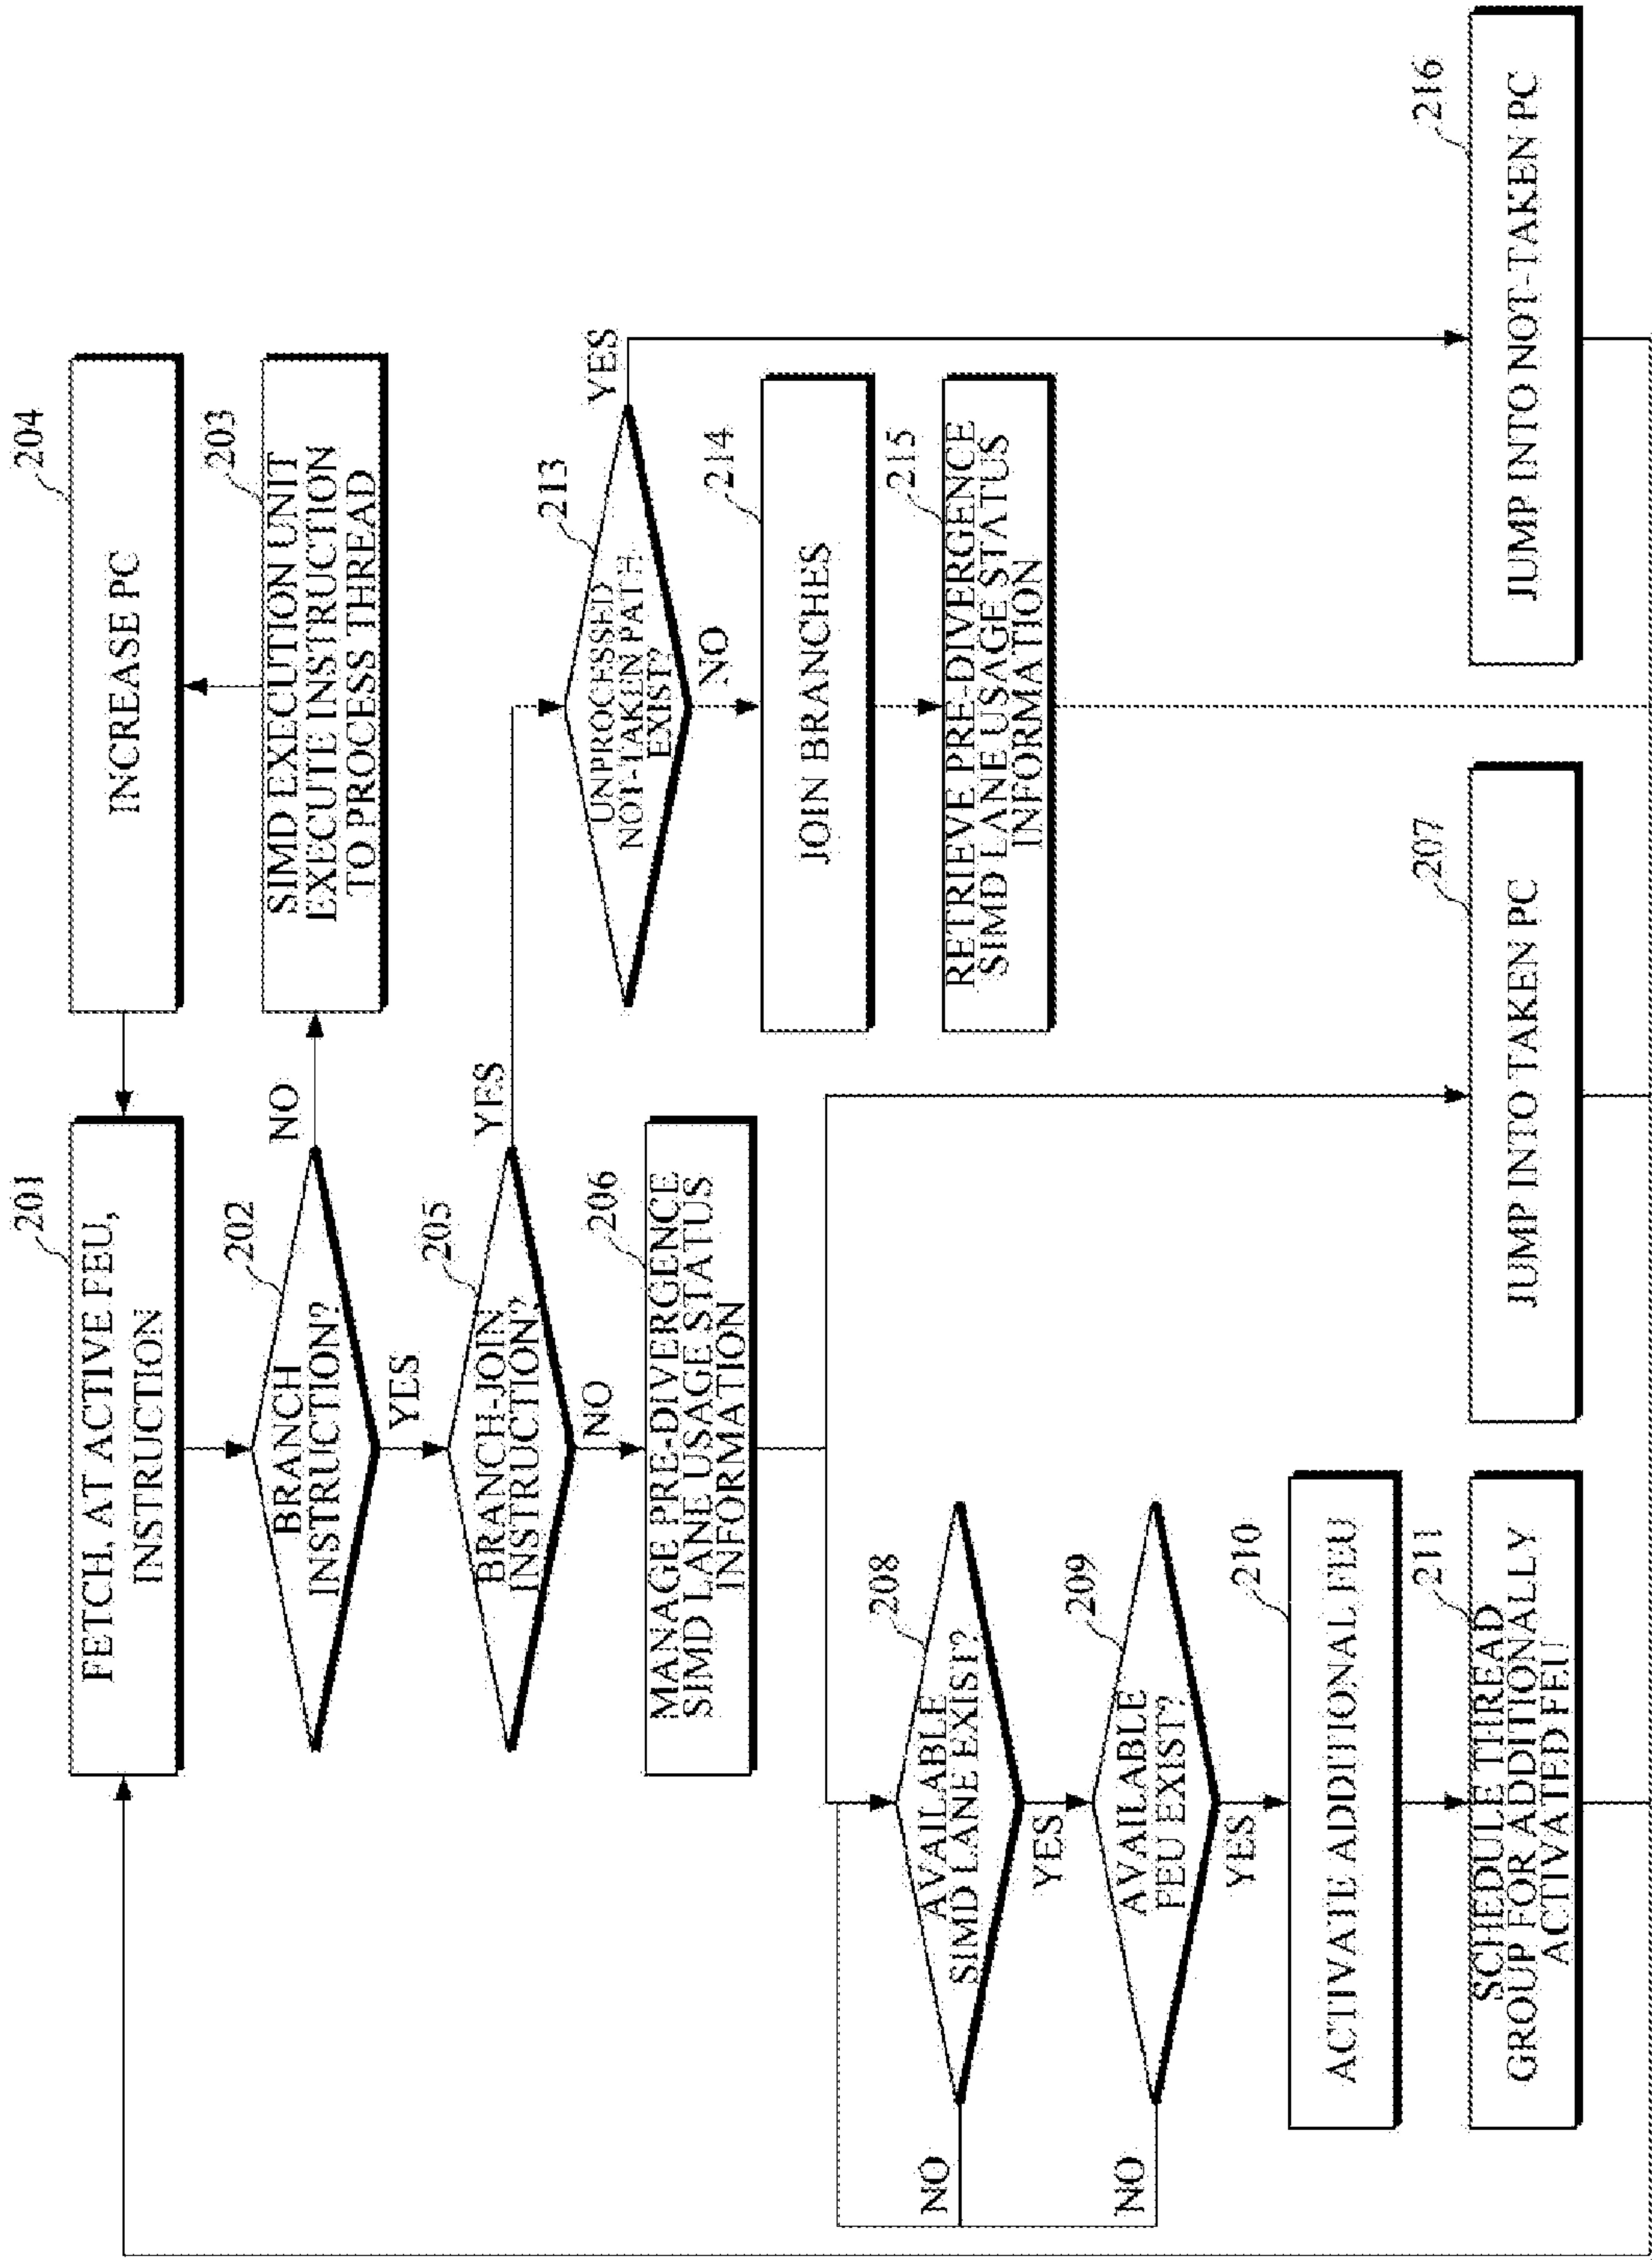 201
FETCH, AT ACTIVE FEU,
INSTRUCTION
204
INCREASE PC
202
BRANCH
INSTRUCTION?
NO
YES
203
SIMD EXECUTION UNIT
EXECUTE INSTRUCTION
TO PROCESS THREAD
205
BRANCH-JOIN
INSTRUCTION?
YES
NO
206
MANAGE PRE-DIVERGENCE
SIMD LANE USAGE STATUS
INFORMATION
213
UNPROCESSED
NOT-TAKEN PATH
EXIST?
YES
NO
214
JOIN BRANCHES
215
RETRIEVE PRE-DIVERGENCE
SIMD LANE USAGE STATUS
INFORMATION
208
AVAILABLE
SIMD LANE EXIST?
NO
YES
209
AVAILABLE
FEU EXIST?
NO
YES
210
ACTIVATE ADDITIONAL FEU
211
SCHEDULE THREAD
GROUP FOR ADDITIONALLY
ACTIVATED FEU
207
JUMP INTO TAKEN PC
216
JUMP INTO NOT-TAKEN PC